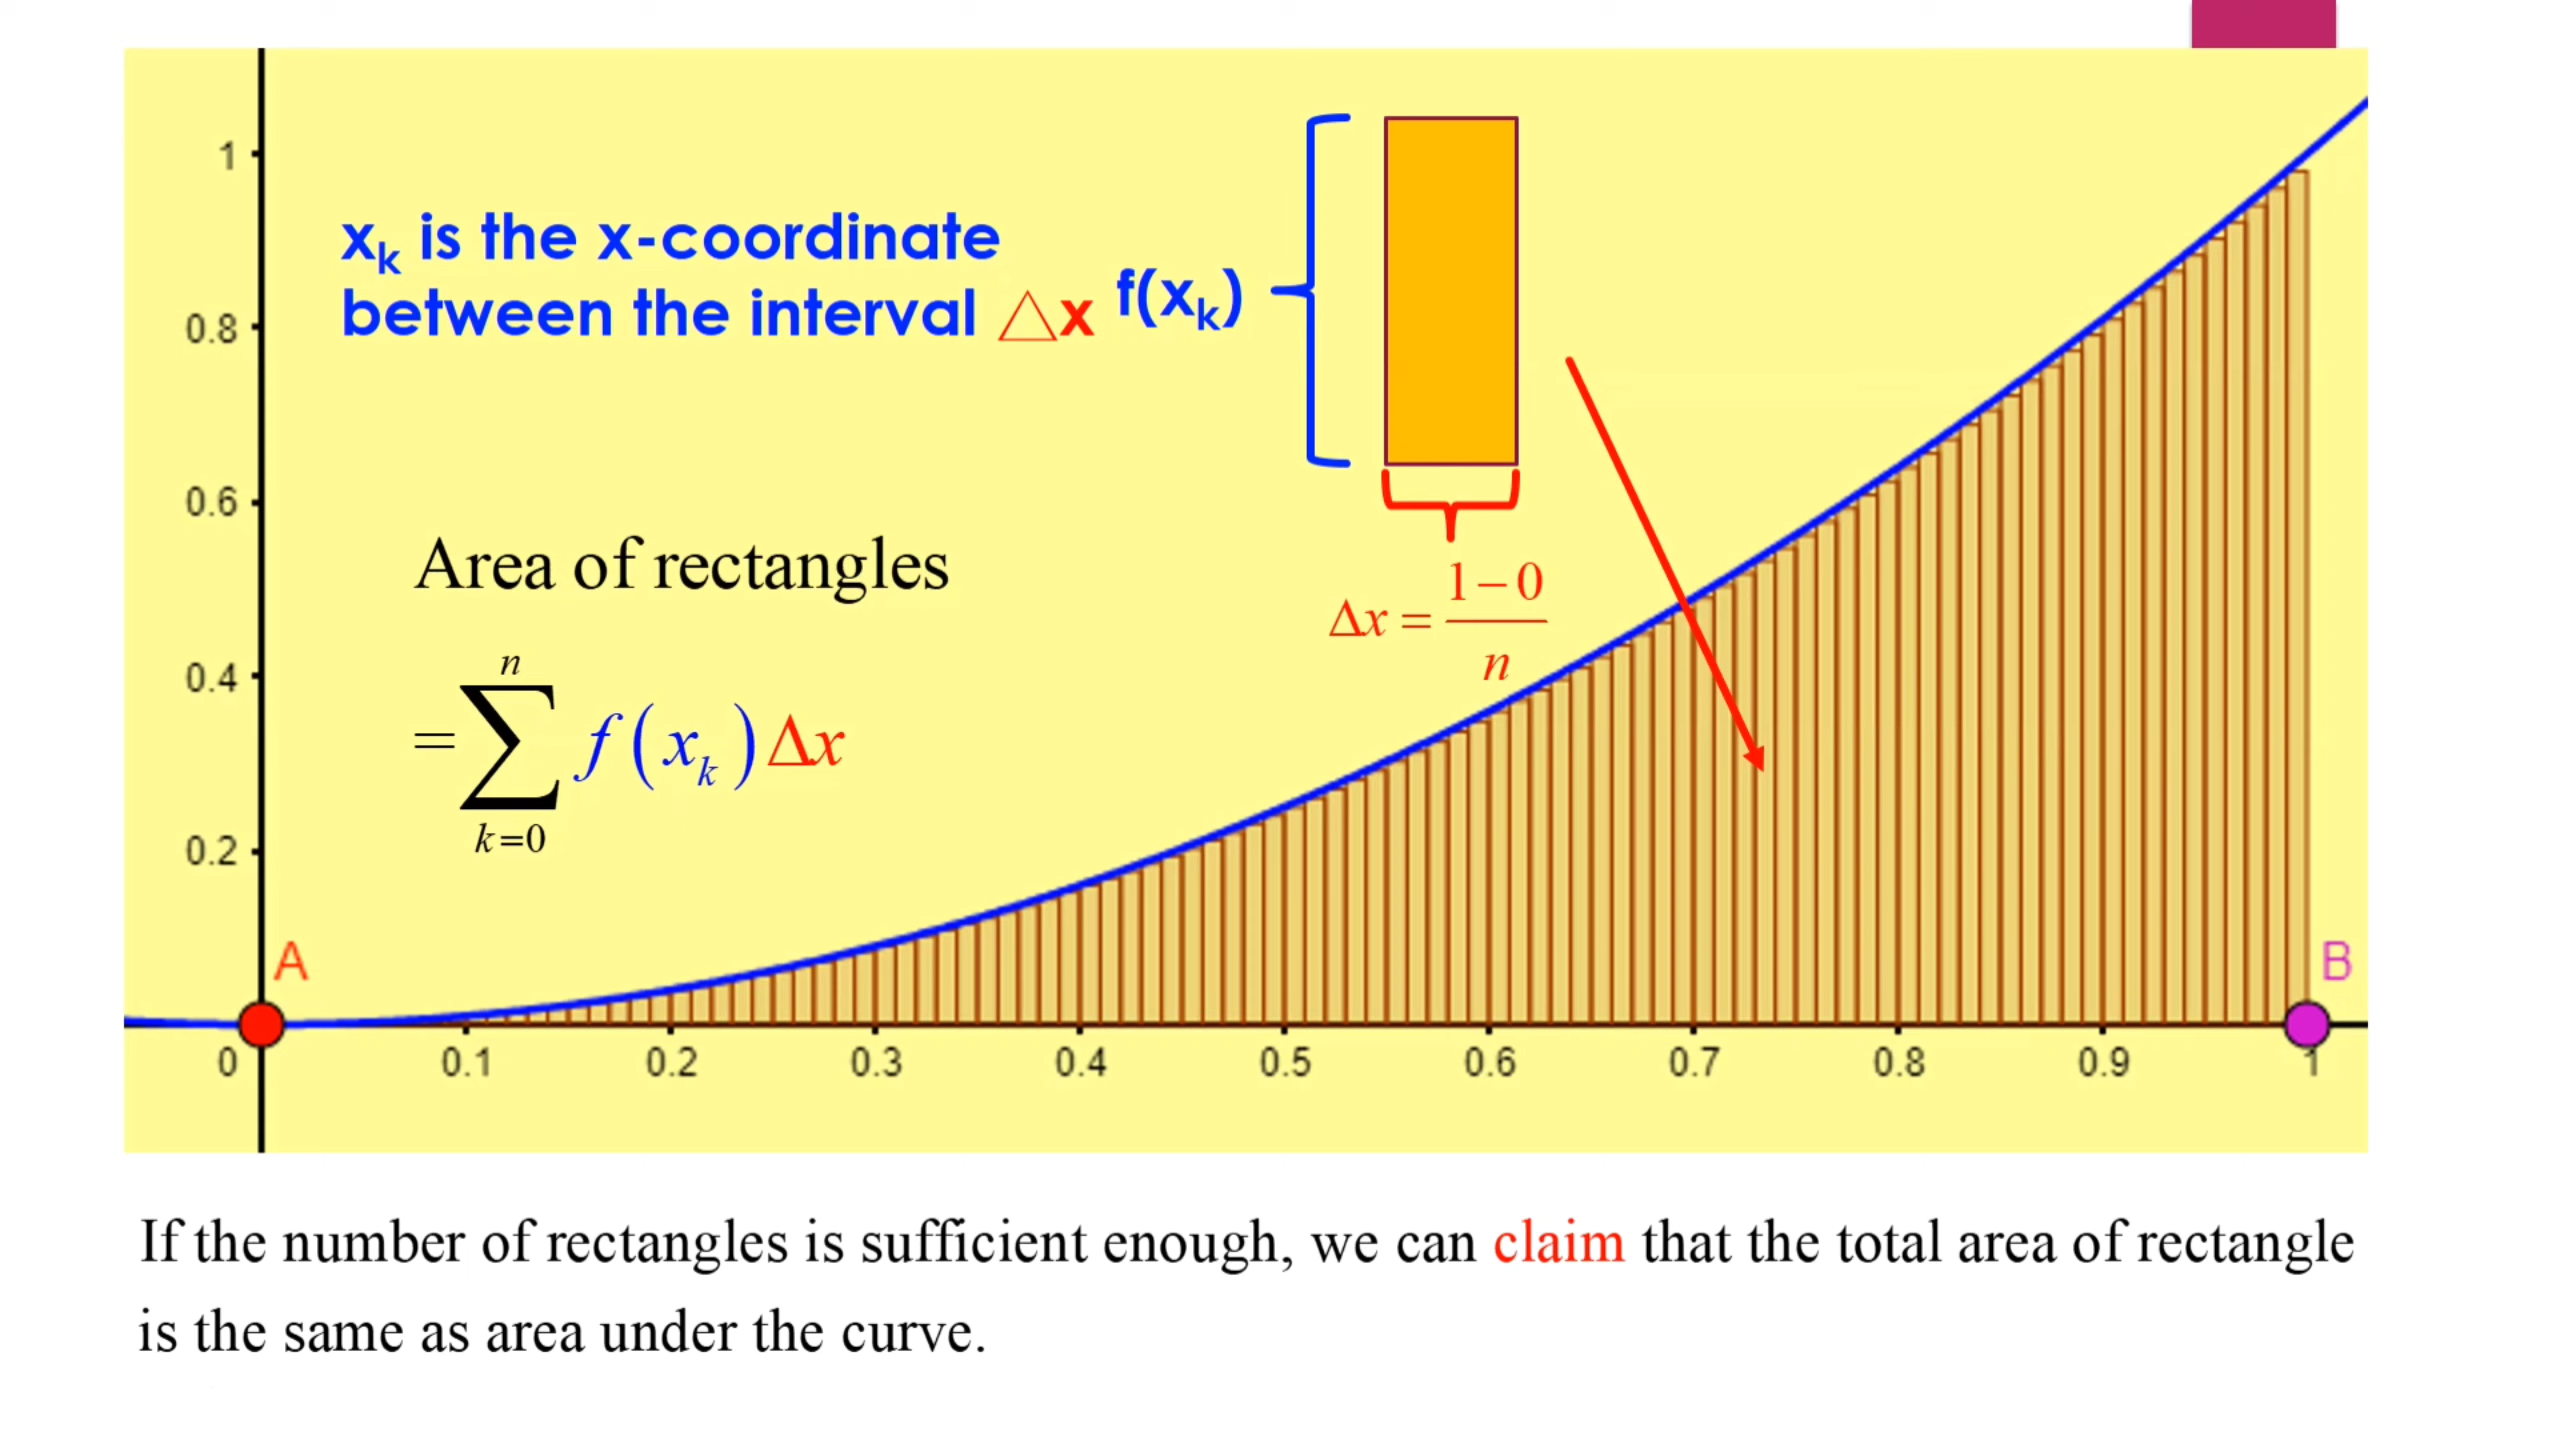 1
x_k is the x-coordinate
between the interval △x
f(x_k)
0.8
0.6
Area of rectangles
Δx = (1 − 0)/n
0.4
n
=∑ f(x_k)Δx
k=0
0.2
A
B
0 0.1 0.2 0.3 0.4 0.5 0.6 0.7 0.8 0.9 1
If the number of rectangles is sufficient enough, we can claim that the total area of rectangle
is the same as area under the curve.